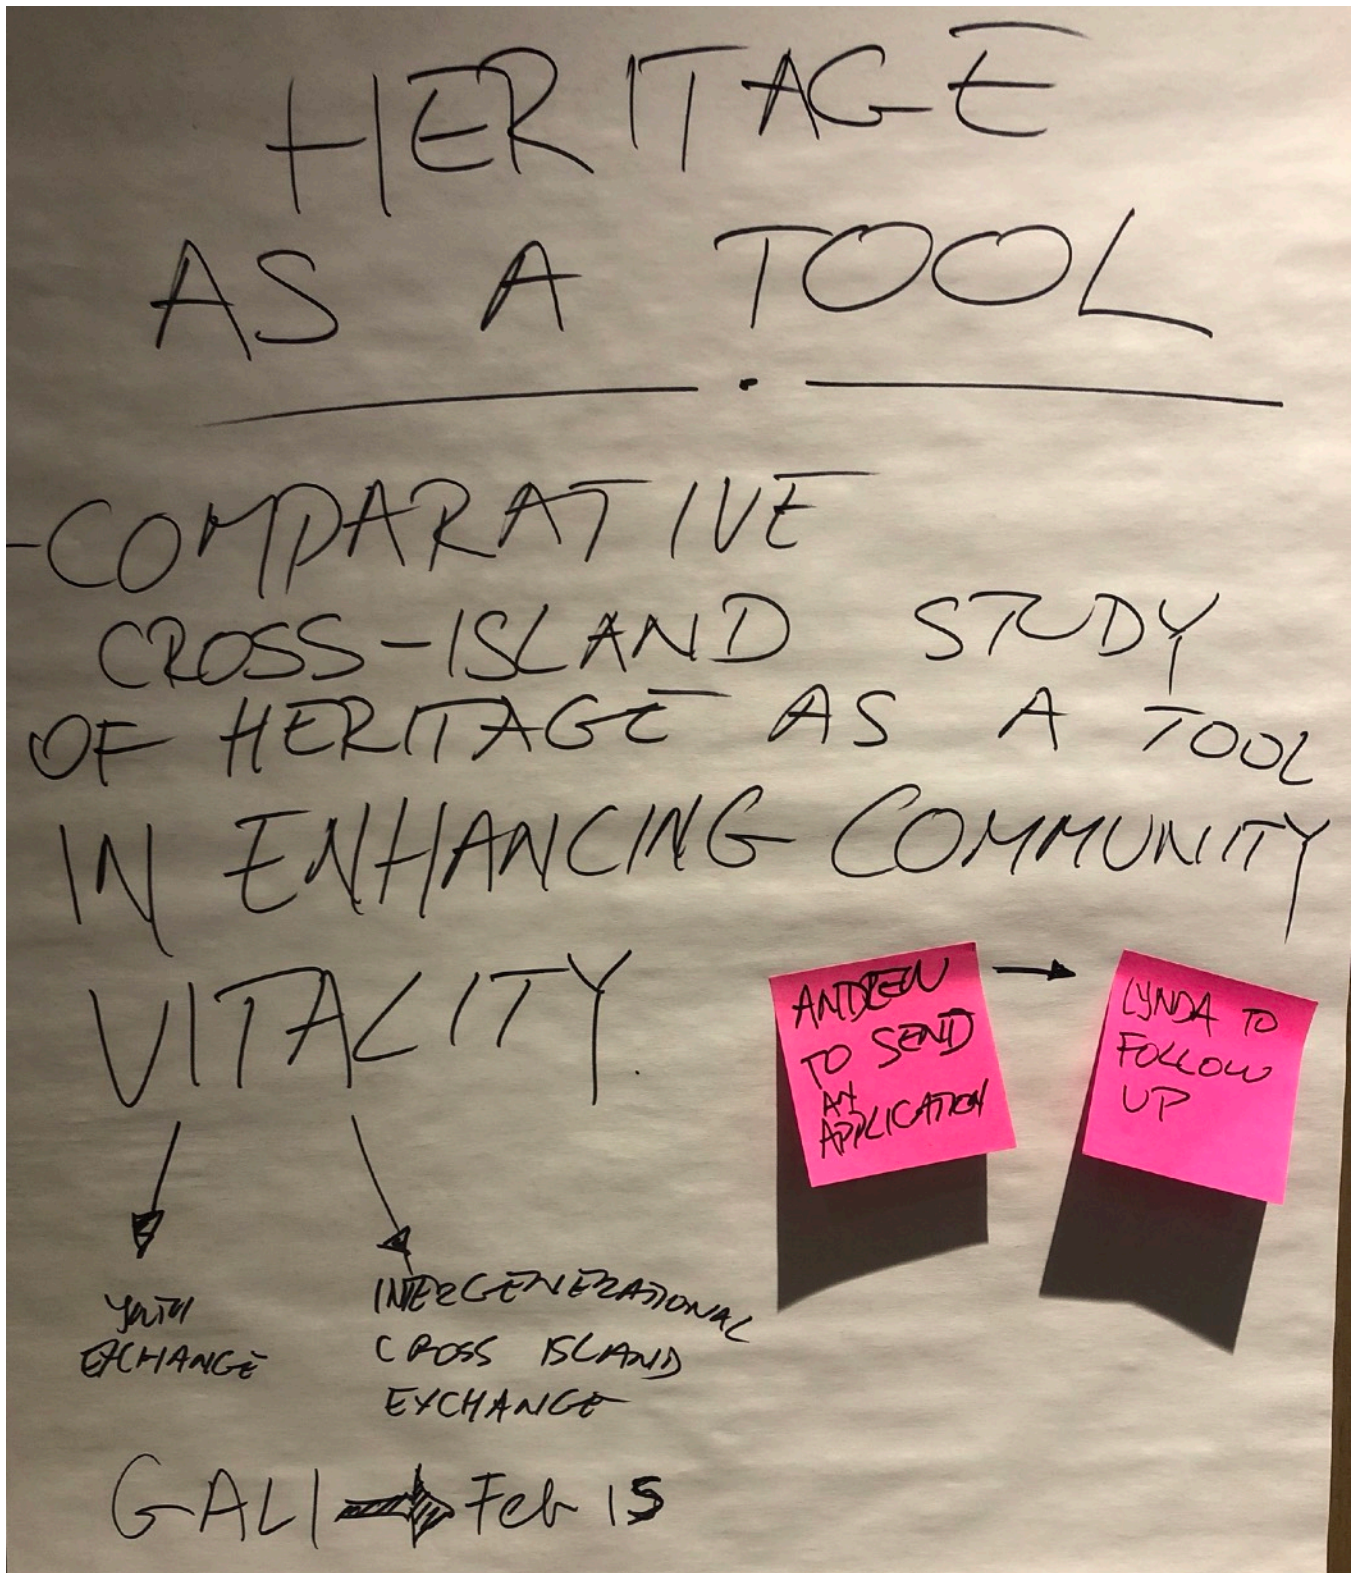 HERITAGE
AS A TOOL
-COMPARATIVE
CROSS-ISLAND STUDY
OF HERITAGE AS A TOOL
IN ENHANCING COMMUNITY
VITALITY.
ANDREW
TO SEND
AN
APPLICATION
LYNDA TO
FOLLOW
UP
YOUTH
EXCHANGE
INTERGENERATIONAL
CROSS ISLAND
EXCHANGE
GALI → Feb 15